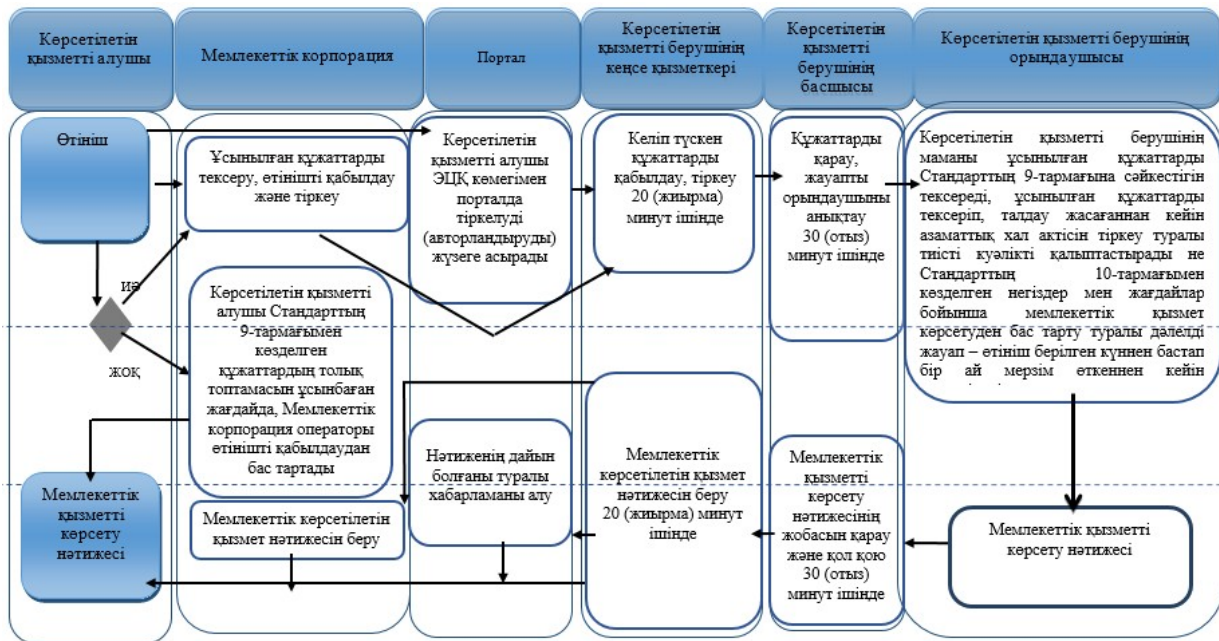 Көрсетілетін
қызметті алушы
Мемлекеттік корпорация
Портал
Көрсетілетін
қызметті берушінің
кеңсе қызметкері
Көрсетілетін
қызметті
берушінің
басшысы
Көрсетілетін қызметті берушінің
орындаушысы
Өтініш
Ұсынылған құжаттарды
тексеру, өтінішті қабылдау
және тіркеу
Көрсетілетін
қызметті алушы
ЭЦҚ көмегімен
порталда
тіркелуді
(авторландыруды)
жүзеге асырады
Келіп түскен
құжаттарды
қабылдау, тіркеу
20 (жиырма)
минут ішінде
Құжаттарды
қарау,
жауапты
орындаушыны
анықтау
30 (отыз)
минут ішінде
Көрсетілетін қызметті берушінің
маманы ұсынылған құжаттарды
Стандарттың 9-тармағына сәйкестігін
тексереді, ұсынылған құжаттарды
тексеріп, талдау жасағаннан кейін
азаматтық хал актісін тіркеу туралы
тиісті куәлікті қалыптастырады не
Стандарттың 10-тармағымен
көзделген негіздер мен жағдайлар
бойынша мемлекеттік қызмет
көрсетуден бас тарту туралы дәлелді
жауап – өтініш берілген күннен бастап
бір ай мерзім өткеннен кейін
иә
жоқ
Көрсетілетін қызметті
алушы Стандарттың
9-тармағымен
көзделген
құжаттардың толық
топтамасын ұсынбаған
жағдайда, Мемлекеттік
корпорация операторы
өтінішті қабылдаудан
бас тартады
Мемлекеттік
қызметті
көрсету
нәтижесі
Мемлекеттік көрсетілетін
қызмет нәтижесін беру
Нәтиженің дайын
болғаны туралы
хабарламаны алу
Мемлекеттік
көрсетілетін қызмет
нәтижесін беру
20 (жиырма) минут
ішінде
Мемлекеттік
қызметті
көрсету
нәтижесінің
жобасын қарау
және қол қою
30 (отыз)
минут ішінде
Мемлекеттік қызметті
көрсету нәтижесі